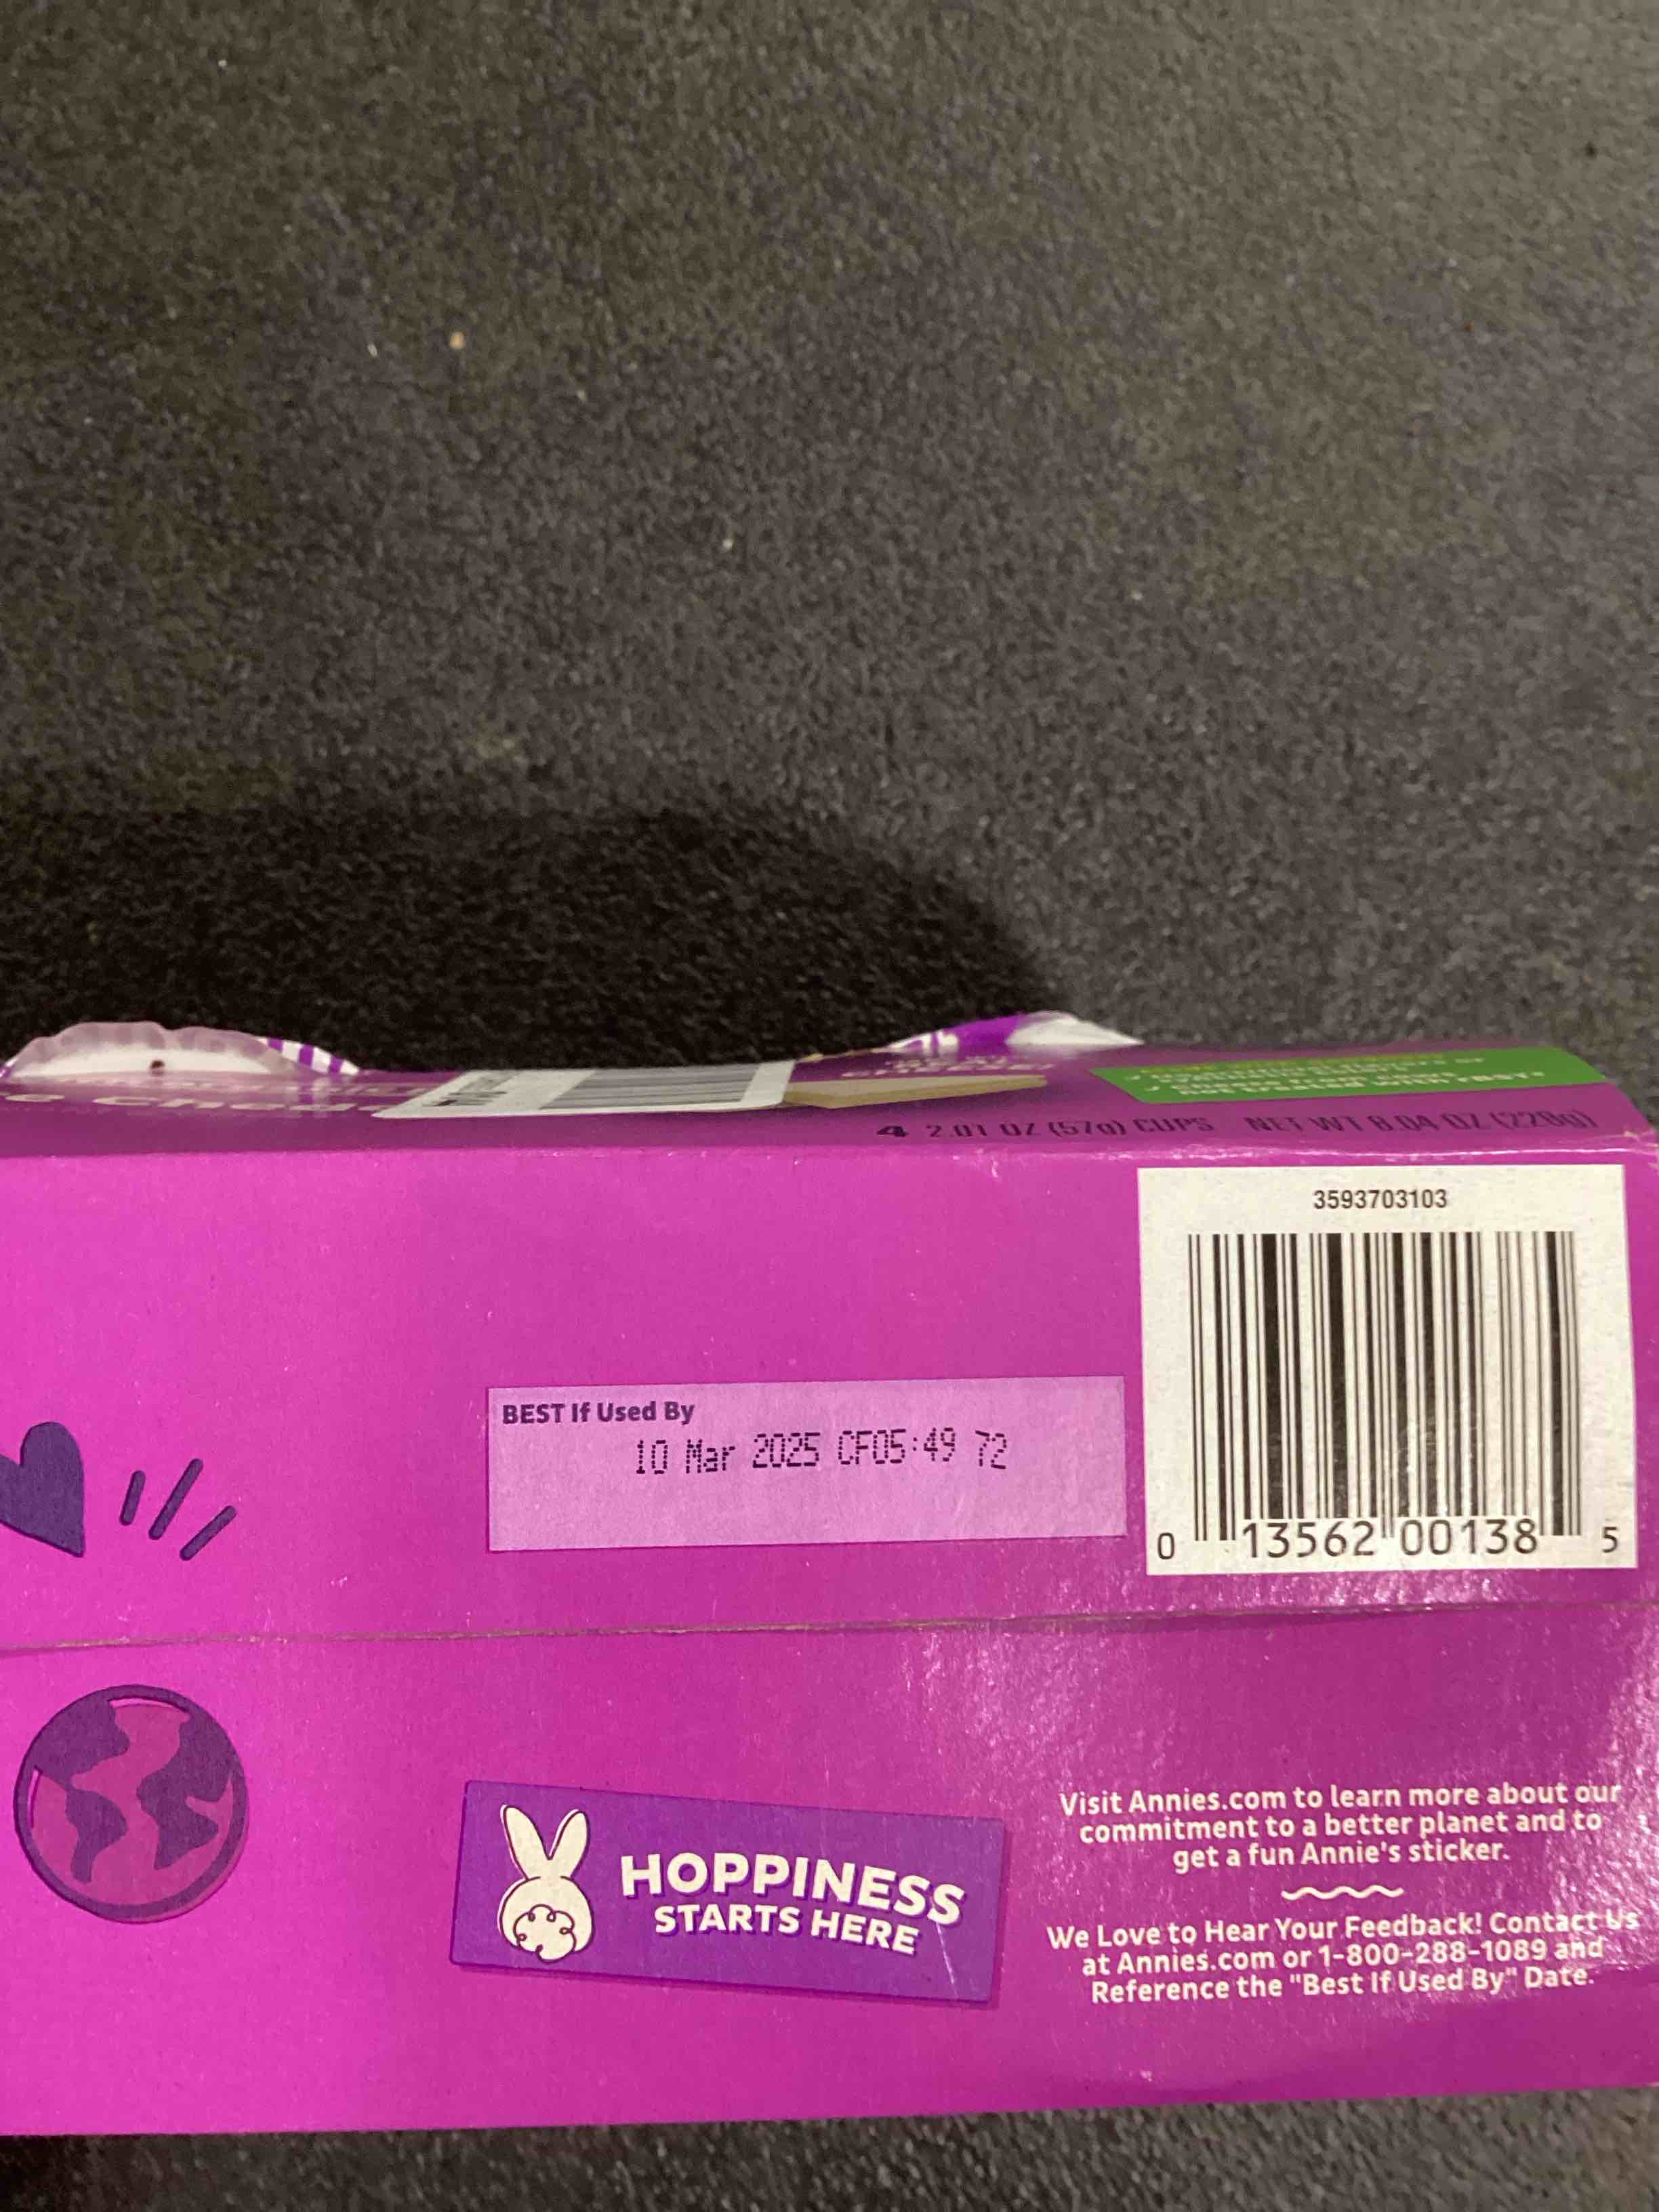 4 2.01 OZ (57g) CUPS NET WT 8.04 OZ (228g)
3593703103
BEST If Used By
10 Mar 2025 CF05:49 72
0 13562 00138 5
HOPPINESS
STARTS HERE
Visit Annies.com to learn more about our
commitment to a better planet and to
get a fun Annie's sticker.
We Love to Hear Your Feedback! Contact Us
at Annies.com or 1-800-288-1089 and
Reference the "Best If Used By" Date.